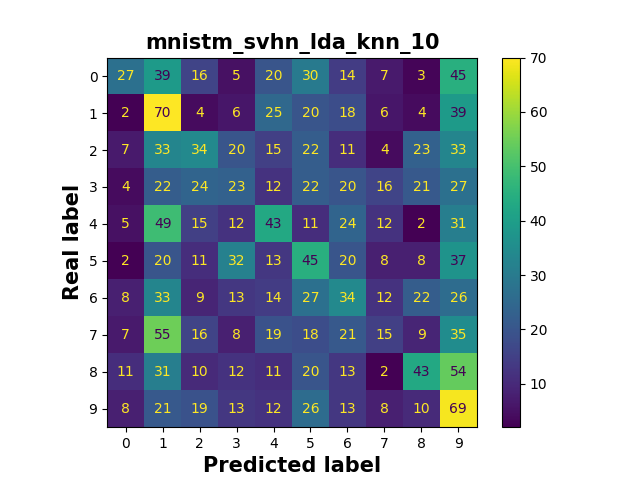 mnistm_svhn_lda_knn_10
0 27 39 16 5 20 30 14 7 3 45
1 2 70 4 6 25 20 18 6 4 39
2 7 33 34 20 15 22 11 4 23 33
3 4 22 24 23 12 22 20 16 21 27
4 5 49 15 12 43 11 24 12 2 31
5 2 20 11 32 13 45 20 8 8 37
6 8 33 9 13 14 27 34 12 22 26
7 7 55 16 8 19 18 21 15 9 35
8 11 31 10 12 11 20 13 2 43 54
9 8 21 19 13 12 26 13 8 10 69
0 1 2 3 4 5 6 7 8 9
Predicted label
Real label
70
60
50
40
30
20
10